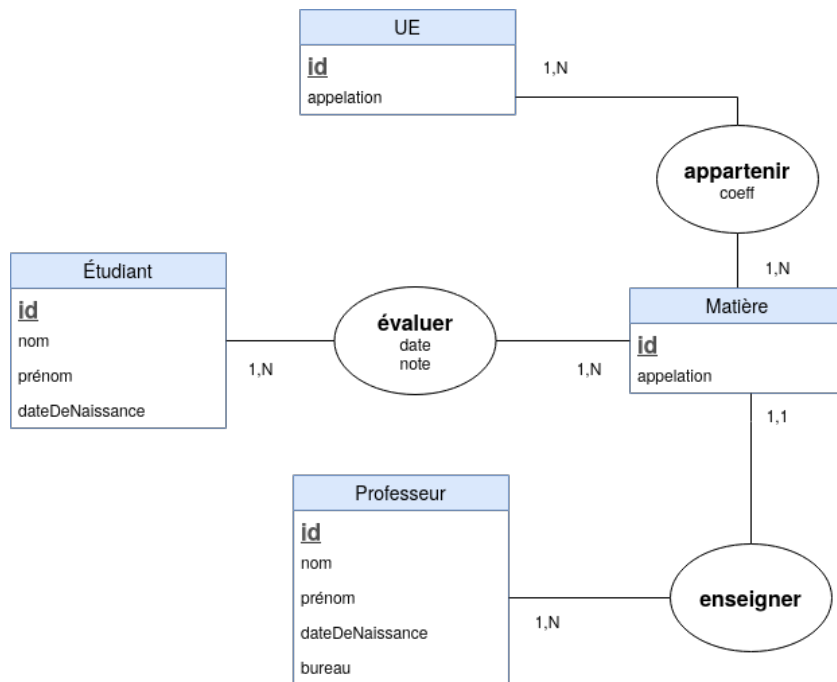 UE
id
appelation
1,N
appartenir
coeff
1,N
Étudiant
id
nom
prénom
dateDeNaissance
1,N
évaluer
date
note
1,N
Matière
id
appelation
1,1
Professeur
id
nom
prénom
dateDeNaissance
bureau
1,N
enseigner